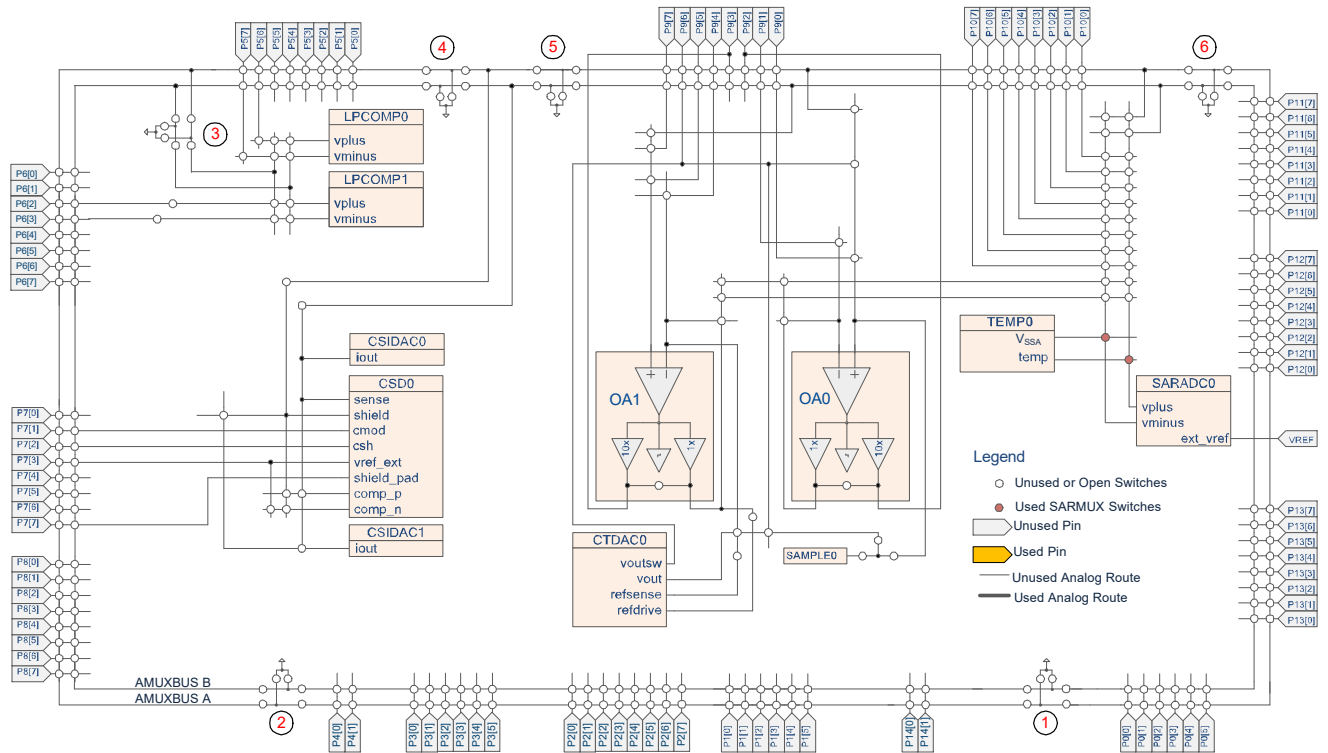 P5[7]
P5[6]
P5[5]
P5[4]
P5[3]
P5[2]
P5[1]
P5[0]
4
5
P9[7]
P9[6]
P9[5]
P9[4]
P9[3]
P9[2]
P9[1]
P9[0]
P10[7]
P10[6]
P10[5]
P10[4]
P10[3]
P10[2]
P10[1]
P10[0]
6
3
LPCOMP0
vplus
vminus
LPCOMP1
vplus
vminus
P6[0]
P6[1]
P6[2]
P6[3]
P6[4]
P6[5]
P6[6]
P6[7]
P11[7]
P11[6]
P11[5]
P11[4]
P11[3]
P11[2]
P11[1]
P11[0]
P12[7]
P12[6]
P12[5]
P12[4]
P12[3]
P12[2]
P12[1]
P12[0]
CSIDAC0
iout
CSD0
sense
shield
cmod
csh
vref_ext
shield_pad
comp_p
comp_n
CSIDAC1
iout
P7[0]
P7[1]
P7[2]
P7[3]
P7[4]
P7[5]
P7[6]
P7[7]
OA1
+
10x
1x
OA0
+
1x
10x
TEMP0
VSSA
temp
SARADC0
vplus
vminus
ext_vref
VREF
Legend
Unused or Open Switches
Used SARMUX Switches
Unused Pin
Used Pin
Unused Analog Route
Used Analog Route
P13[7]
P13[6]
P13[5]
P13[4]
P13[3]
P13[2]
P13[1]
P13[0]
CTDAC0
voutsw
vout
refsense
refdrive
SAMPLE0
P8[0]
P8[1]
P8[2]
P8[3]
P8[4]
P8[5]
P8[6]
P8[7]
AMUXBUS B
AMUXBUS A
2
P4[0]
P4[1]
P3[0]
P3[1]
P3[2]
P3[3]
P3[4]
P3[5]
P2[0]
P2[1]
P2[2]
P2[3]
P2[4]
P2[5]
P2[6]
P2[7]
P1[0]
P1[1]
P1[2]
P1[3]
P1[4]
P1[5]
P14[0]
P14[1]
1
P0[0]
P0[1]
P0[2]
P0[3]
P0[4]
P0[5]